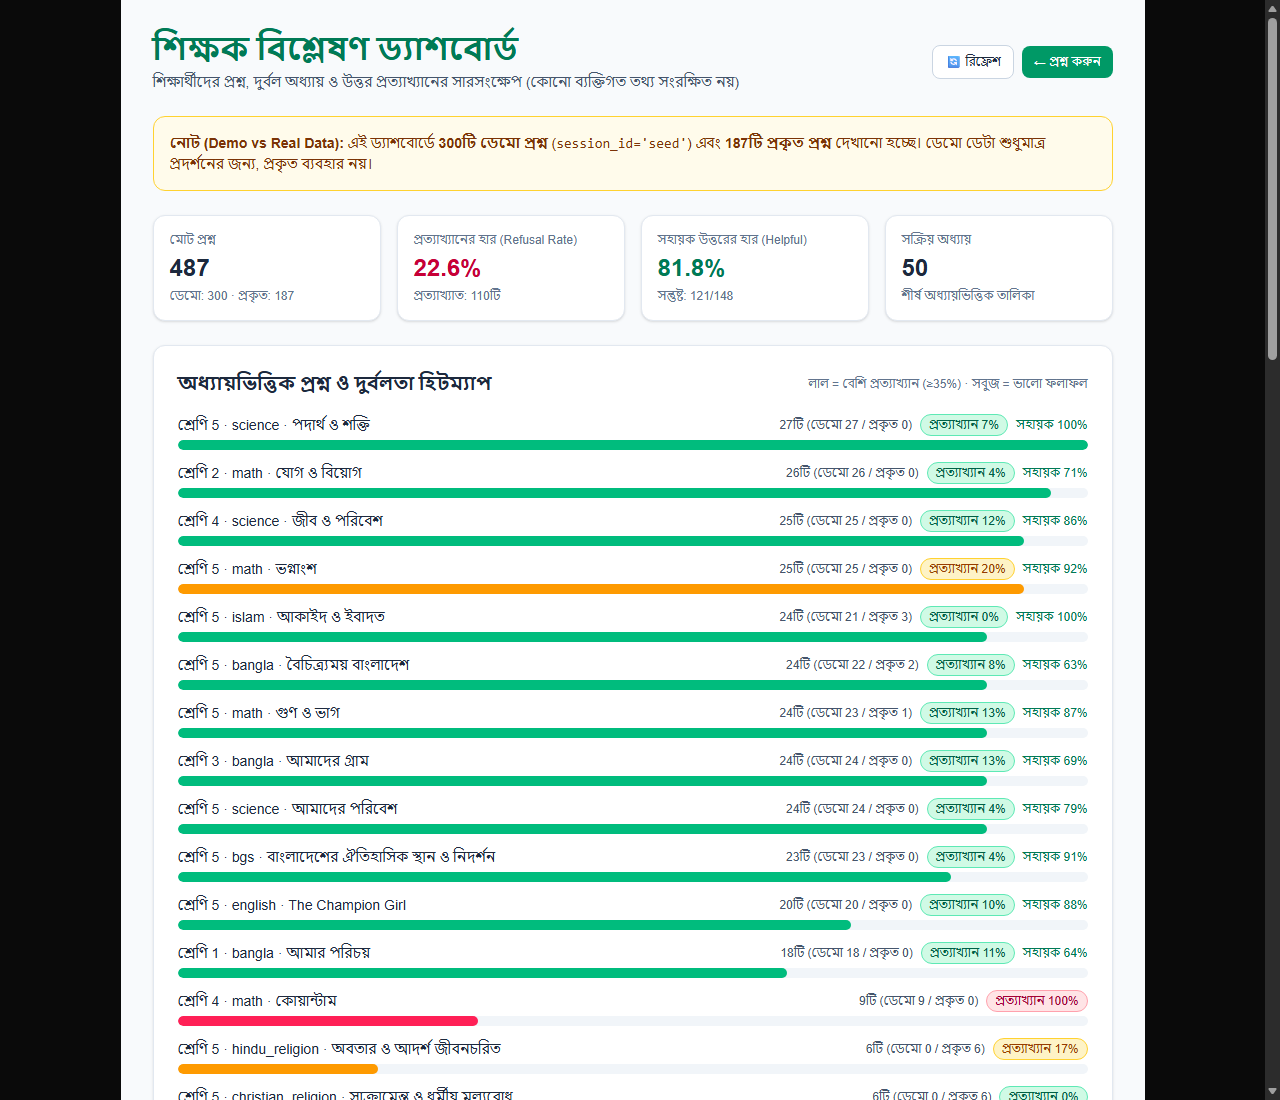 শিক্ষক বিশ্লেষণ ড্যাশবোর্ড
শিক্ষার্থীদের প্রশ্ন, দুর্বল অধ্যায় ও উত্তর প্রত্যাখ্যানের সারসংক্ষেপ (কোনো ব্যক্তিগত তথ্য সংরক্ষিত নয়)
রিফ্রেশ
← প্রশ্ন করুন
নোট (Demo vs Real Data): এই ড্যাশবোর্ডে 300টি ডেমো প্রশ্ন (session_id='seed') এবং 187টি প্রকৃত প্রশ্ন দেখানো হচ্ছে। ডেমো ডেটা শুধুমাত্র
প্রদর্শনের জন্য, প্রকৃত ব্যবহার নয়।
মোট প্রশ্ন
487
ডেমো: 300 · প্রকৃত: 187
প্রত্যাখ্যানের হার (Refusal Rate)
22.6%
প্রত্যাখ্যাত: 110টি
সহায়ক উত্তরের হার (Helpful)
81.8%
সন্তুষ্ট: 121/148
সক্রিয় অধ্যায়
50
শীর্ষ অধ্যায়ভিত্তিক তালিকা
অধ্যায়ভিত্তিক প্রশ্ন ও দুর্বলতা হিটম্যাপ
লাল = বেশি প্রত্যাখ্যান (≥35%) · সবুজ = ভালো ফলাফল
শ্রেণি 5 · science · পদার্থ ও শক্তি 27টি (ডেমো 27 / প্রকৃত 0) প্রত্যাখ্যান 7% সহায়ক 100%
শ্রেণি 2 · math · যোগ ও বিয়োগ 26টি (ডেমো 26 / প্রকৃত 0) প্রত্যাখ্যান 4% সহায়ক 71%
শ্রেণি 4 · science · জীব ও পরিবেশ 25টি (ডেমো 25 / প্রকৃত 0) প্রত্যাখ্যান 12% সহায়ক 86%
শ্রেণি 5 · math · ভগ্নাংশ 25টি (ডেমো 25 / প্রকৃত 0) প্রত্যাখ্যান 20% সহায়ক 92%
শ্রেণি 5 · islam · আকাইদ ও ইবাদত 24টি (ডেমো 21 / প্রকৃত 3) প্রত্যাখ্যান 0% সহায়ক 100%
শ্রেণি 5 · bangla · বৈচিত্র্যময় বাংলাদেশ 24টি (ডেমো 22 / প্রকৃত 2) প্রত্যাখ্যান 8% সহায়ক 63%
শ্রেণি 5 · math · গুণ ও ভাগ 24টি (ডেমো 23 / প্রকৃত 1) প্রত্যাখ্যান 13% সহায়ক 87%
শ্রেণি 3 · bangla · আমাদের গ্রাম 24টি (ডেমো 24 / প্রকৃত 0) প্রত্যাখ্যান 13% সহায়ক 69%
শ্রেণি 5 · science · আমাদের পরিবেশ 24টি (ডেমো 24 / প্রকৃত 0) প্রত্যাখ্যান 4% সহায়ক 79%
শ্রেণি 5 · bgs · বাংলাদেশের ঐতিহাসিক স্থান ও নিদর্শন 23টি (ডেমো 23 / প্রকৃত 0) প্রত্যাখ্যান 4% সহায়ক 91%
শ্রেণি 5 · english · The Champion Girl 20টি (ডেমো 20 / প্রকৃত 0) প্রত্যাখ্যান 10% সহায়ক 88%
শ্রেণি 1 · bangla · আমার পরিচয় 18টি (ডেমো 18 / প্রকৃত 0) প্রত্যাখ্যান 11% সহায়ক 64%
শ্রেণি 4 · math · কোয়ান্টাম 9টি (ডেমো 9 / প্রকৃত 0) প্রত্যাখ্যান 100%
শ্রেণি 5 · hindu_religion · অবতার ও আদর্শ জীবনচরিত 6টি (ডেমো 0 / প্রকৃত 6) প্রত্যাখ্যান 17%
শ্রেণি 5 · christian_religion · সাক্রামেন্ত ও ধর্মীয় মূল্যবোধ 6টি (ডেমো 0 / প্রকৃত 6) প্রত্যাখ্যান 0%